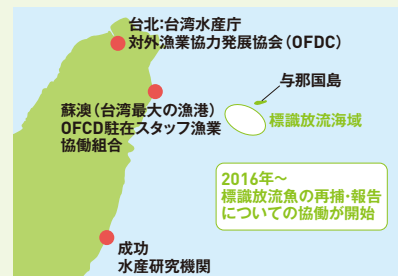 台北:台湾水産庁
対外漁業協力発展協会(OFDC)
与那国島
蘇澳(台湾最大の漁港)
OFCD駐在スタッフ漁業
協働組合
標識放流海域
2016年～
標識放流魚の再捕・報告
についての協働が開始
成功
水産研究機関